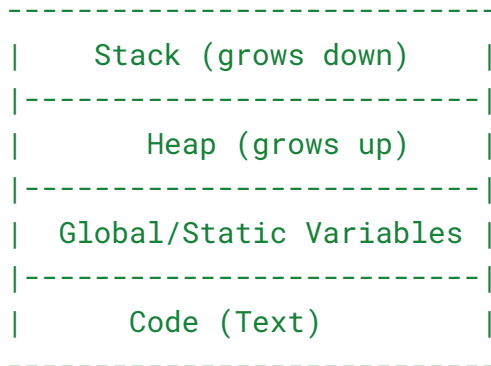 ----------------------------
|    Stack (grows down)    |
|--------------------------|
|       Heap (grows up)    |
|--------------------------|
|  Global/Static Variables |
|--------------------------|
|      Code (Text)         |
----------------------------